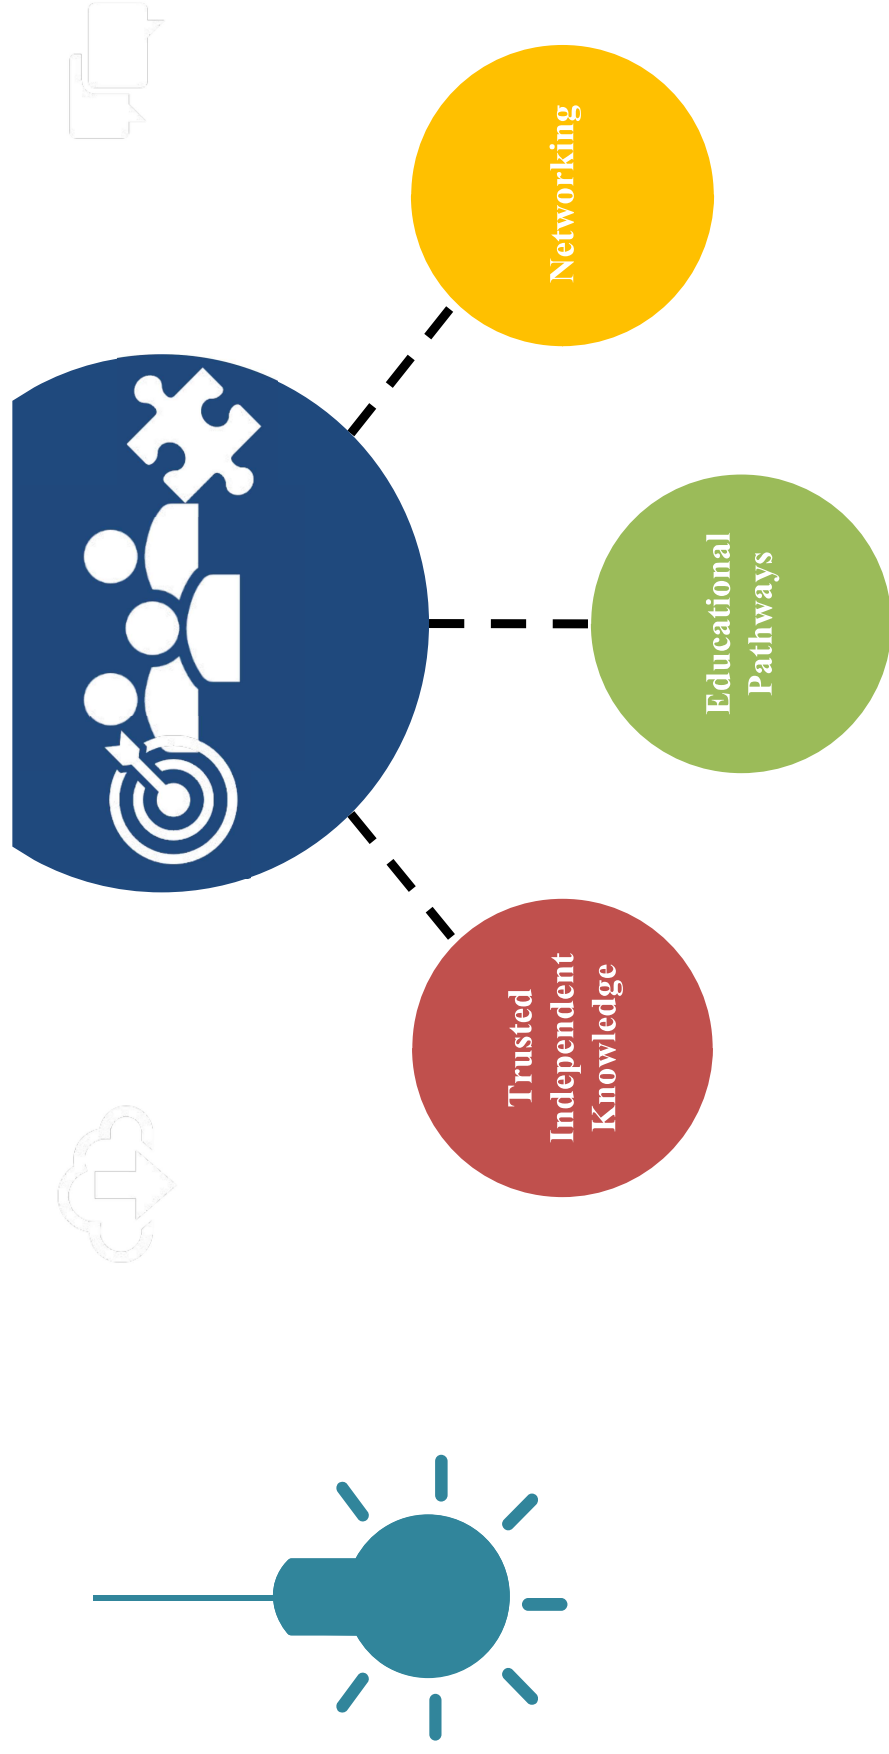 Trusted
Independent
Knowledge
Educational
Pathways
Networking